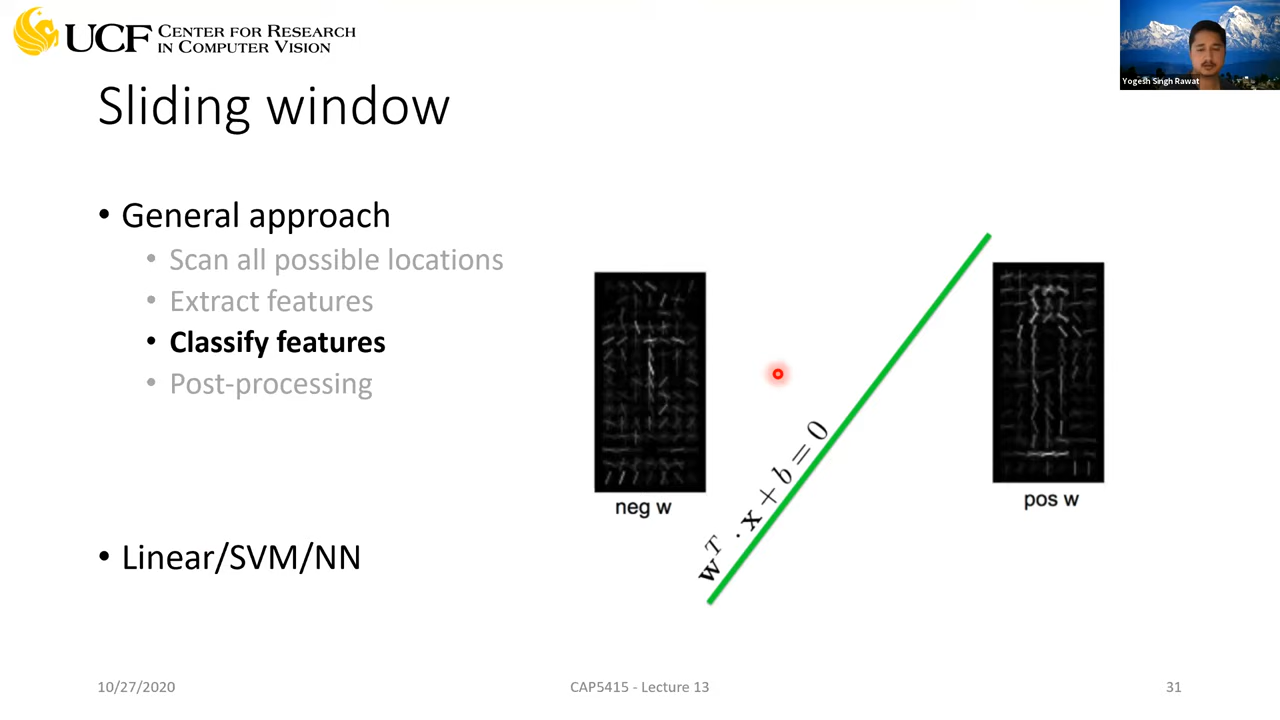 UCF CENTER FOR RESEARCH
IN COMPUTER VISION
Yogesh Singh Rawat
Sliding window
• General approach
• Scan all possible locations
• Extract features
• Classify features
• Post-processing
• Linear/SVM/NN
neg w
w^T · x + b = 0
pos w
10/27/2020
CAP5415 - Lecture 13
31